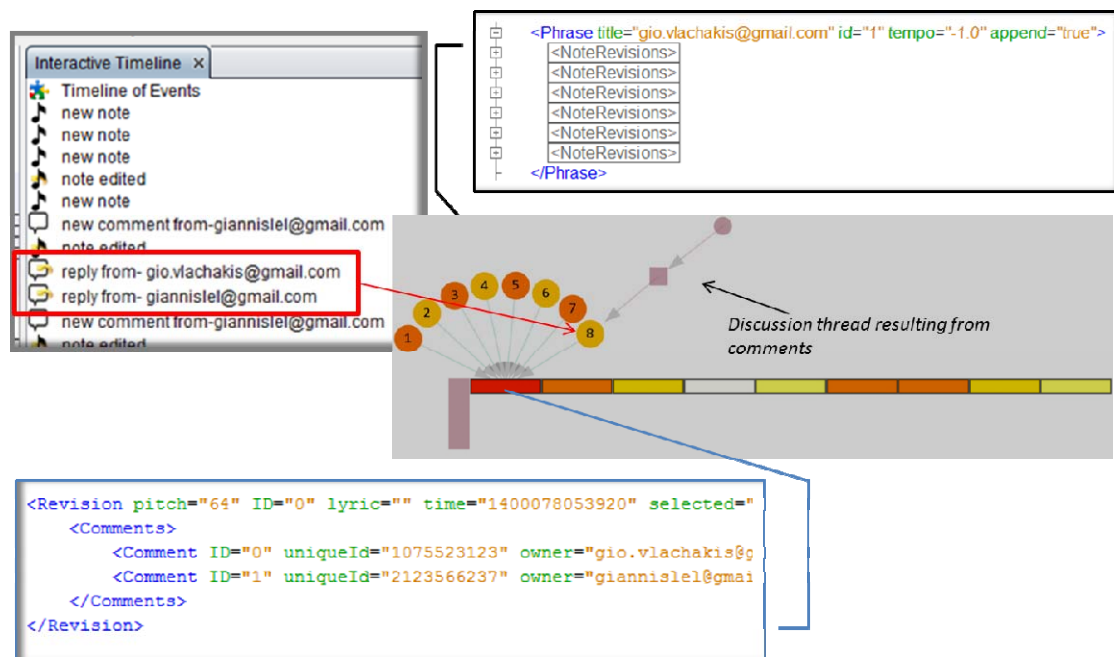 Interactive Timeline ×
Timeline of Events
new note
new note
new note
note edited
new note
new comment from-giannislel@gmail.com
note edited
reply from- gio.vlachakis@gmail.com
reply from- giannislel@gmail.com
new comment from-giannislel@gmail.com
note edited
<Phrase title="gio.vlachakis@gmail.com" id="1" tempo="-1.0" append="true">
<NoteRevisions>
<NoteRevisions>
<NoteRevisions>
<NoteRevisions>
<NoteRevisions>
<NoteRevisions>
</Phrase>
1
2
3
4
5
6
7
8
Discussion thread resulting from
comments
<Revision pitch="64" ID="0" lyric="" time="1400078053920" selected="
<Comments>
<Comment ID="0" uniqueId="1075523123" owner="gio.vlachakis@g
<Comment ID="1" uniqueId="2123566237" owner="giannislel@gmai
</Comments>
</Revision>